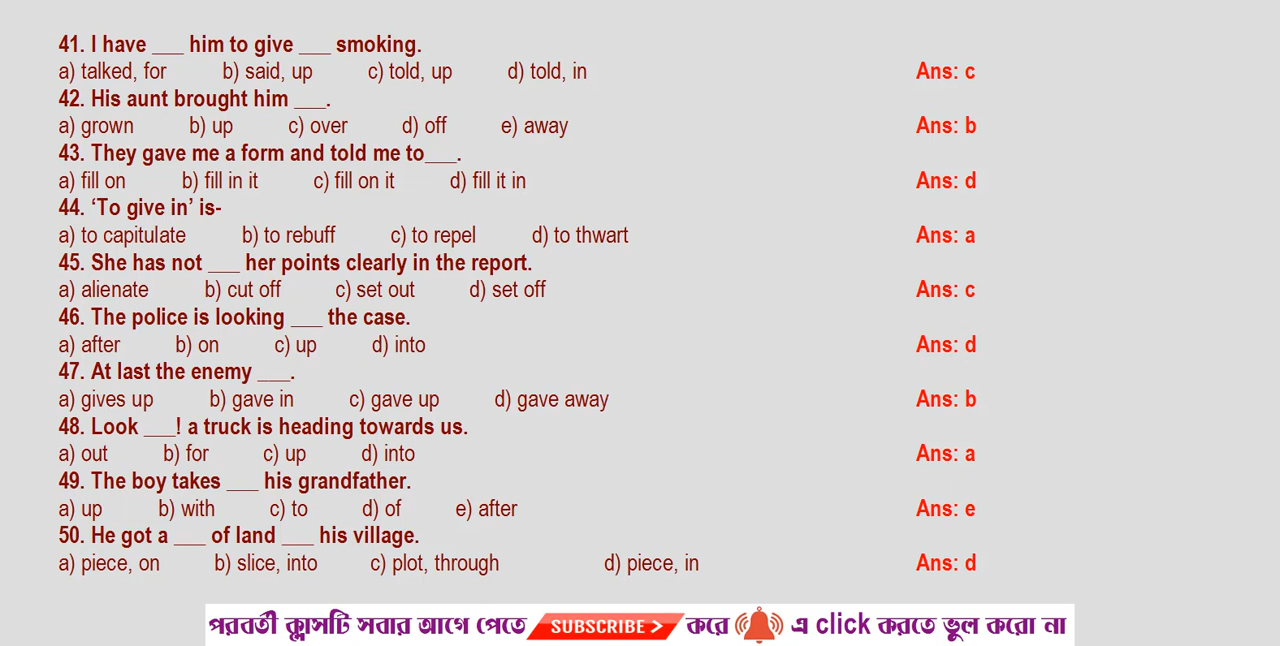 41. I have ___ him to give ___ smoking.
a) talked, for b) said, up c) told, up d) told, in Ans: c
42. His aunt brought him ___.
a) grown b) up c) over d) off e) away Ans: b
43. They gave me a form and told me to___.
a) fill on b) fill in it c) fill on it d) fill it in Ans: d
44. ‘To give in’ is-
a) to capitulate b) to rebuff c) to repel d) to thwart Ans: a
45. She has not ___ her points clearly in the report.
a) alienate b) cut off c) set out d) set off Ans: c
46. The police is looking ___ the case.
a) after b) on c) up d) into Ans: d
47. At last the enemy ___.
a) gives up b) gave in c) gave up d) gave away Ans: b
48. Look ___! a truck is heading towards us.
a) out b) for c) up d) into Ans: a
49. The boy takes ___ his grandfather.
a) up b) with c) to d) of e) after Ans: e
50. He got a ___ of land ___ his village.
a) piece, on b) slice, into c) plot, through d) piece, in Ans: d
পরবর্তী ক্লাসটি সবার আগে পেতে SUBSCRIBE > করে এ click করতে ভুল করো না